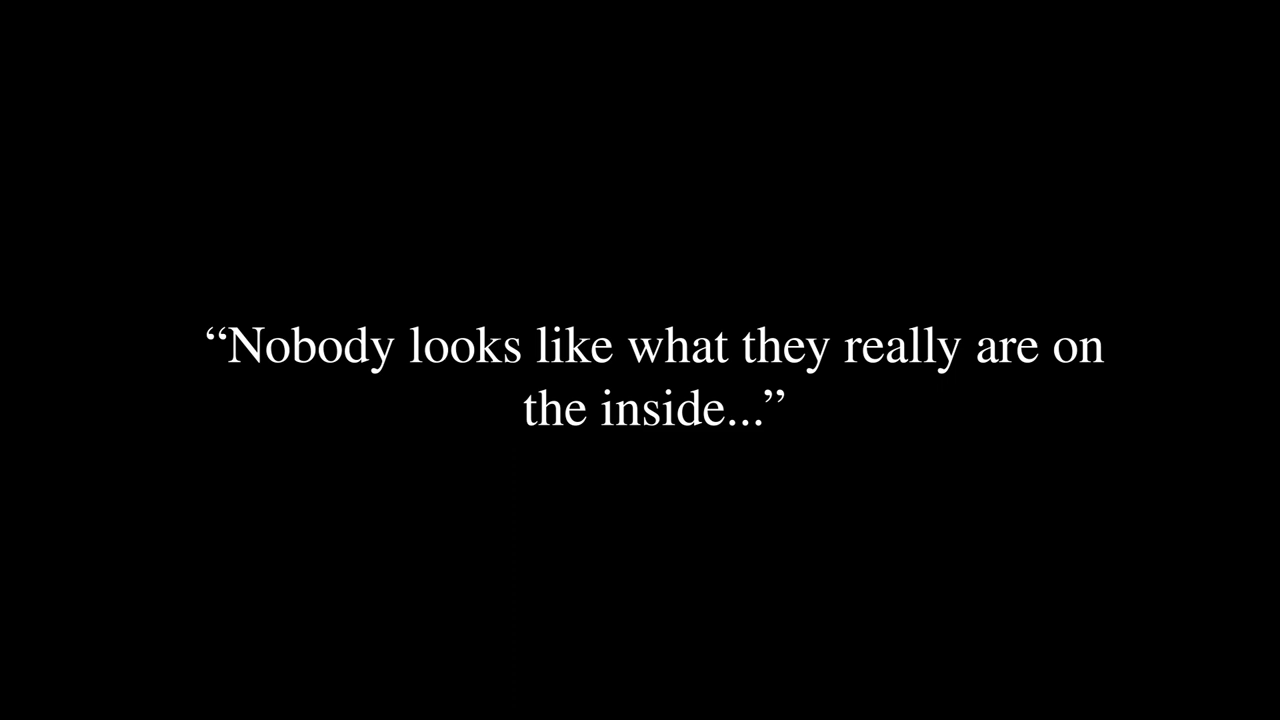 “Nobody looks like what they really are on
the inside...”